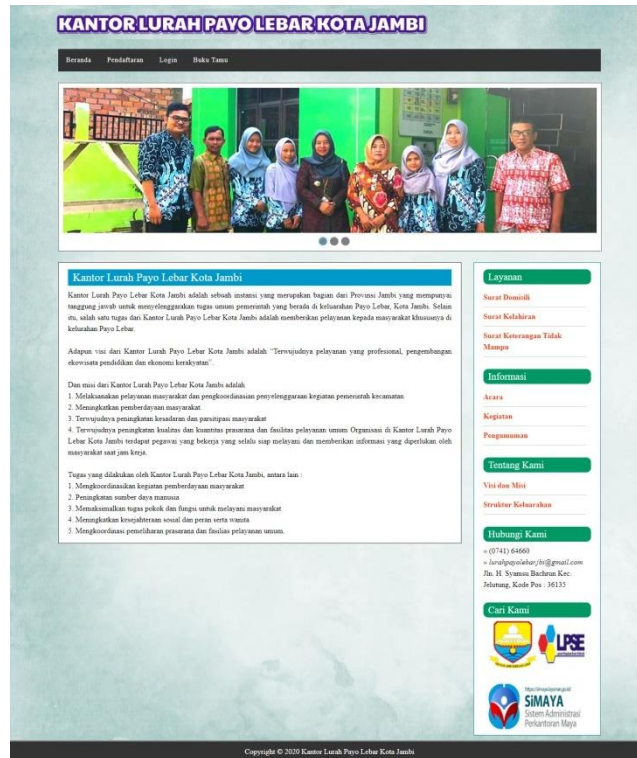 KANTOR LURAH PAYO LEBAR KOTA JAMBI
Beranda Pendaftaran Login Buku Tamu
Kantor Lurah Payo Lebar Kota Jambi
Kantor Lurah Payo Lebar Kota Jambi adalah sebuah instansi yang merupakan bagian dari Provinsi Jambi yang mempunyai
tanggung jawab untuk menyelenggarakan tugas umum pemerintah yang berada di keluarahan Payo Lebar, Kota Jambi. Selain
itu, salah satu tugas dari Kantor Lurah Payo Lebar Kota Jambi adalah memberikan pelayanan kepada masyarakat khususnya di
kelurahan Payo Lebar.
Adapun visi dari Kantor Lurah Payo Lebar Kota Jambi adalah "Terwujudnya pelayanan yang profesional, pengembangan
ekowisata pendidikan dan ekonomi kerakyatan".
Dan misi dari Kantor Lurah Payo Lebar Kota Jambi adalah
1. Melaksanakan pelayanan masyarakat dan pengkoordinasian penyelenggaraan kegiatan pemerintah kecamatan
2. Meningkatkan pemberdayaan masyarakat
3. Terwujudnya peningkatan kesadaran dan parsitipasi masyarakat
4. Terwujudnya peningkatan kualitas dan kuantitas prasarana dan fasilitas pelayanan umum Organisasi di Kantor Lurah Payo
Lebar Kota Jambi terdapat pegawai yang bekerja yang selalu siap melayani dan memberikan informasi yang diperlukan oleh
masyarakat saat jam kerja.
Tugas yang dilakukan oleh Kantor Lurah Payo Lebar Kota Jambi, antara lain :
1. Mengkoordinasikan kegiatan pemberdayaan masyarakat
2. Peningkatan sumber daya manusia
3. Memaksimalkan tugas pokok dan fungsi untuk melayani masyarakat
4. Meningkatkan kesejahteraan sosial dan peran serta wanita
5. Mengkoordinasi pemeliharan prasarana dan fasilias pelayanan umum.
Layanan
Surat Domisili
Surat Kelahiran
Surat Keterangan Tidak
Mampu
Informasi
Acara
Kegiatan
Pengumuman
Tentang Kami
Visi dan Misi
Struktur Keluarahan
Hubungi Kami
» (0741) 64660
» lurahpayolebarjbi@gmail.com
Jln. H. Syamsu Bachrun Kec.
Jelutung, Kode Pos : 36135
Cari Kami
LPSE
SiMAYA
Sistem Administrasi
Perkantoran Maya
Copyright © 2020 Kantor Lurah Payo Lebar Kota Jambi